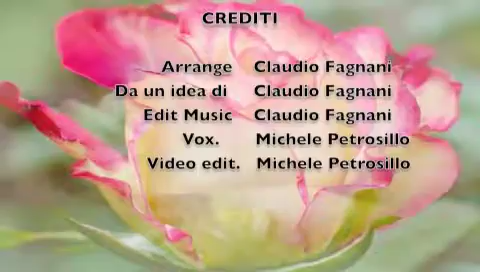 CREDITI
Arrange Claudio Fagnani
Da un idea di Claudio Fagnani
Edit Music Claudio Fagnani
Vox. Michele Petrosillo
Video edit. Michele Petrosillo